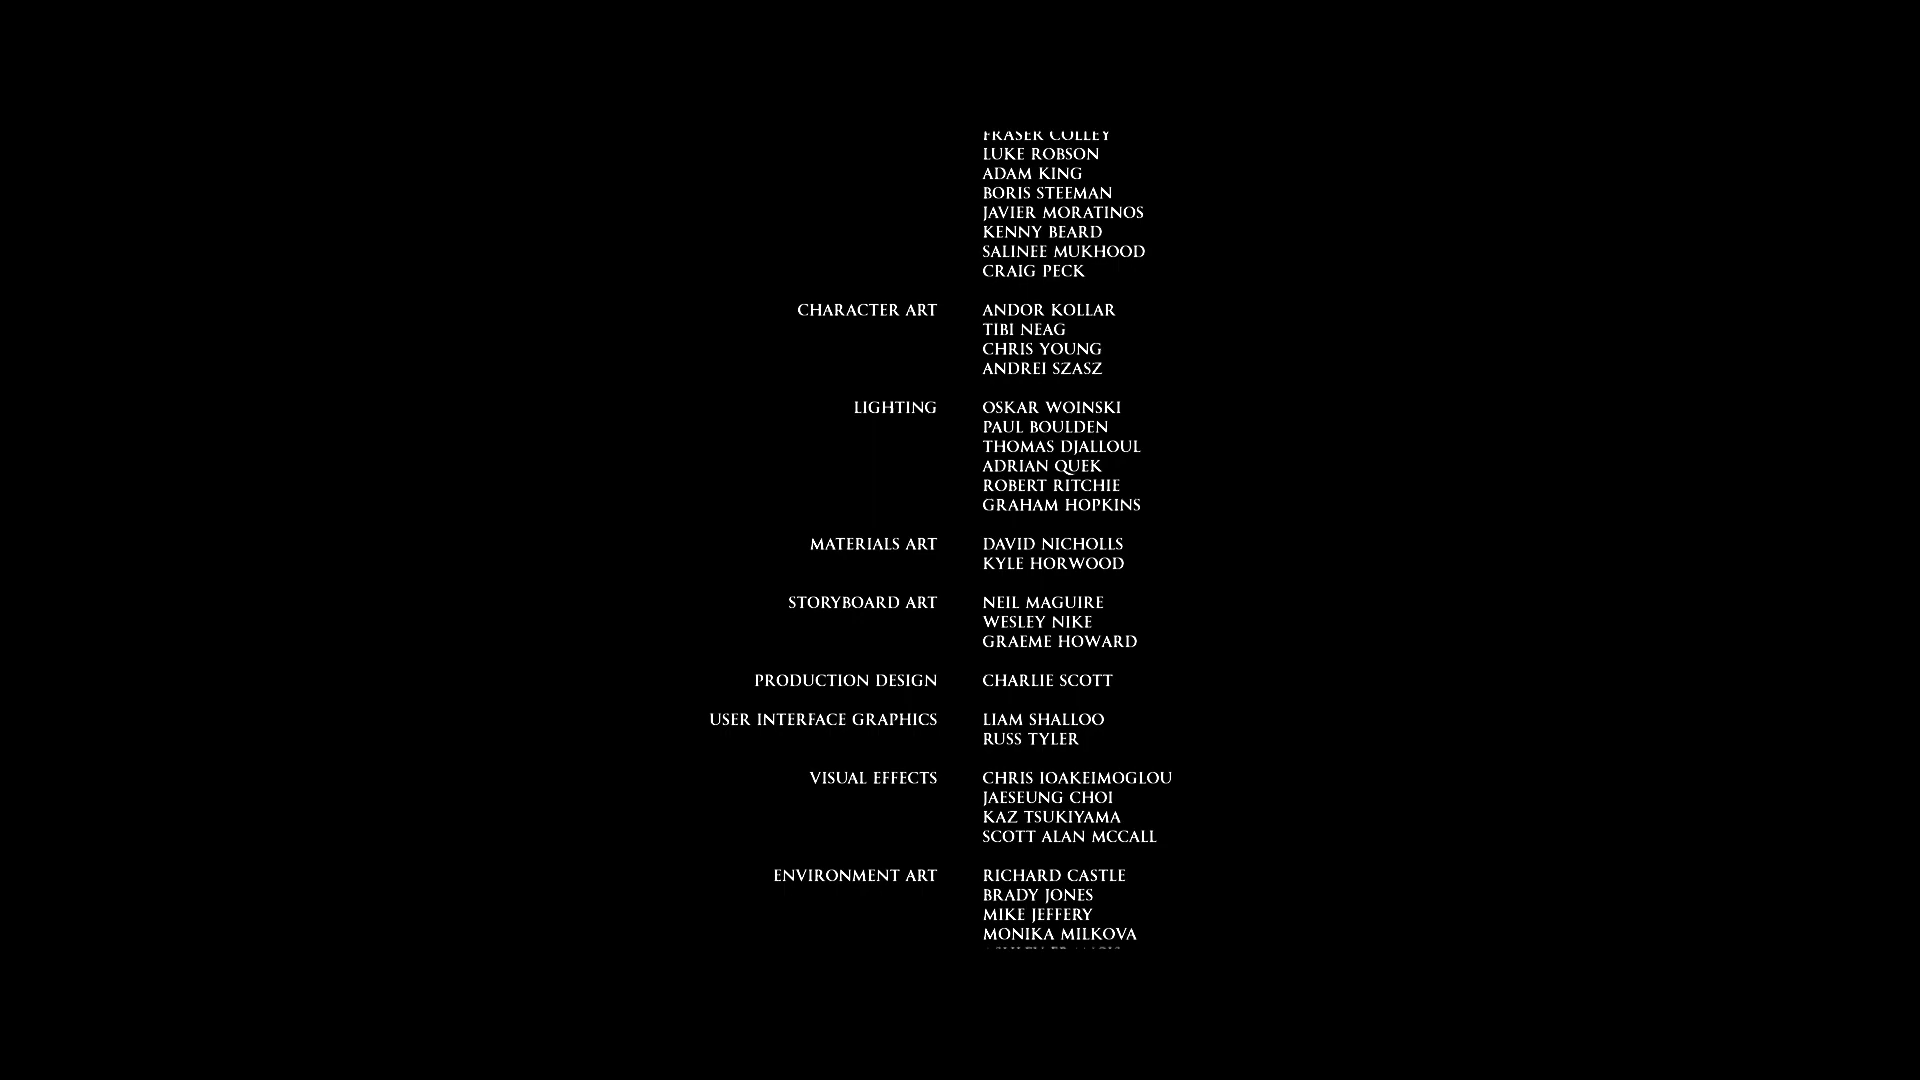 FRASER COLLEY
LUKE ROBSON
ADAM KING
BORIS STEEMAN
JAVIER MORATINOS
KENNY BEARD
SALINEE MUKHOOD
CRAIG PECK
CHARACTER ART ANDOR KOLLAR
TIBI NEAG
CHRIS YOUNG
ANDREI SZASZ
LIGHTING OSKAR WOINSKI
PAUL BOULDEN
THOMAS DJALLOUL
ADRIAN QUEK
ROBERT RITCHIE
GRAHAM HOPKINS
MATERIALS ART DAVID NICHOLLS
KYLE HORWOOD
STORYBOARD ART NEIL MAGUIRE
WESLEY NIKE
GRAEME HOWARD
PRODUCTION DESIGN CHARLIE SCOTT
USER INTERFACE GRAPHICS LIAM SHALLOO
RUSS TYLER
VISUAL EFFECTS CHRIS IOAKEIMOGLOU
JAESEUNG CHOI
KAZ TSUKIYAMA
SCOTT ALAN MCCALL
ENVIRONMENT ART RICHARD CASTLE
BRADY JONES
MIKE JEFFERY
MONIKA MILKOVA